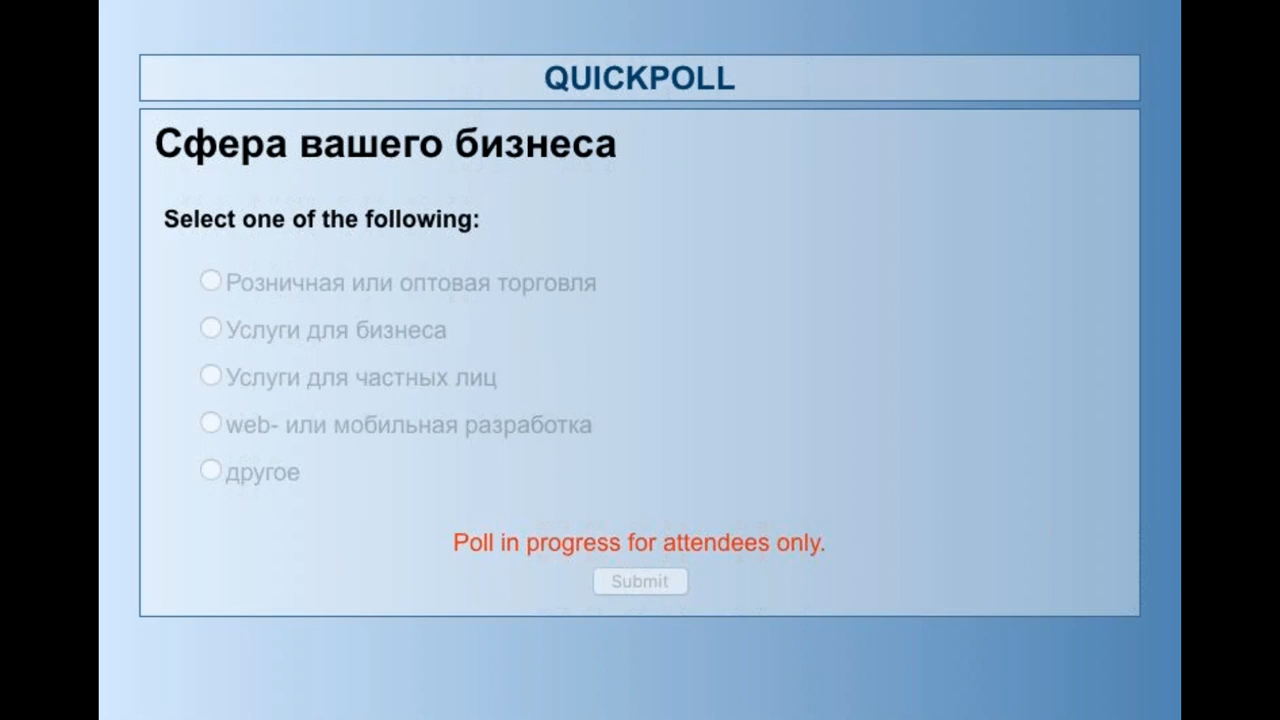 QUICKPOLL
Сфера вашего бизнеса
Select one of the following:
Розничная или оптовая торговля
Услуги для бизнеса
Услуги для частных лиц
web- или мобильная разработка
другое
Poll in progress for attendees only.
Submit